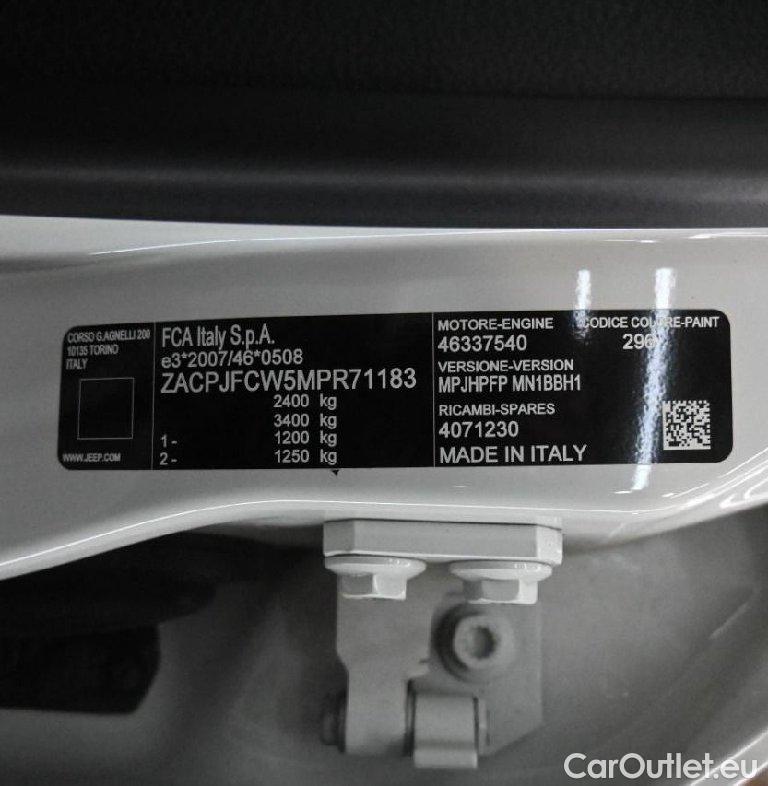 CORSO G.AGNELLI 200
10135 TORINO
ITALY
WWW.JEEP.COM
FCA Italy S.p.A.
e3*2007/46*0508
ZACPJFCW5MPR71183
2400 kg
3400 kg
1- 1200 kg
2- 1250 kg
MOTORE-ENGINE
46337540
CODICE COLORE-PAINT
VERSIONE-VERSION
MPJHPFP MN1BBH1
RICAMBI-SPARES
4071230
MADE IN ITALY
CarOutlet.eu